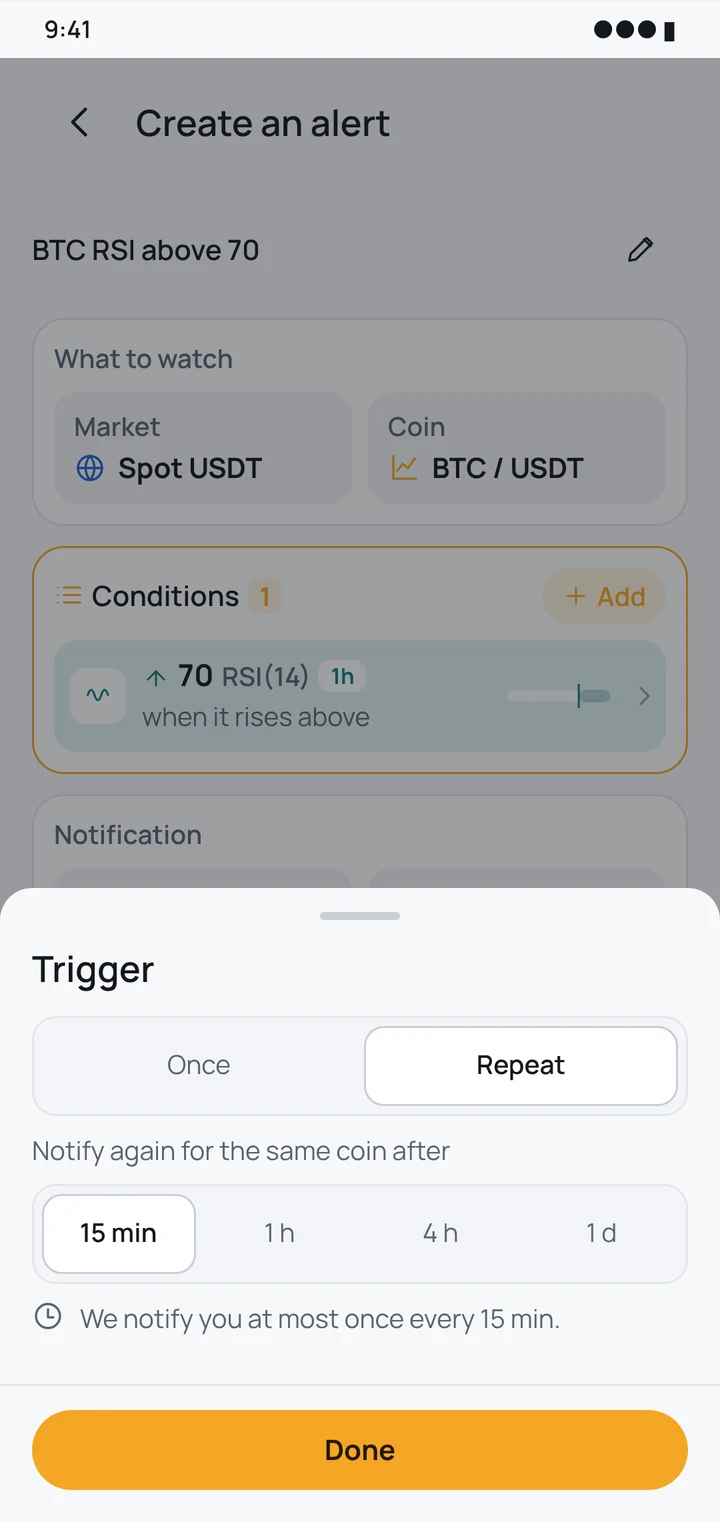 9:41
Create an alert
BTC RSI above 70
What to watch
Market
Coin
Spot USDT
BTC / USDT
Conditions 1
+ Add
70 RSI(14) 1h
when it rises above
Notification
Trigger
Once
Repeat
Notify again for the same coin after
15 min
1 h
4 h
1 d
We notify you at most once every 15 min.
Done